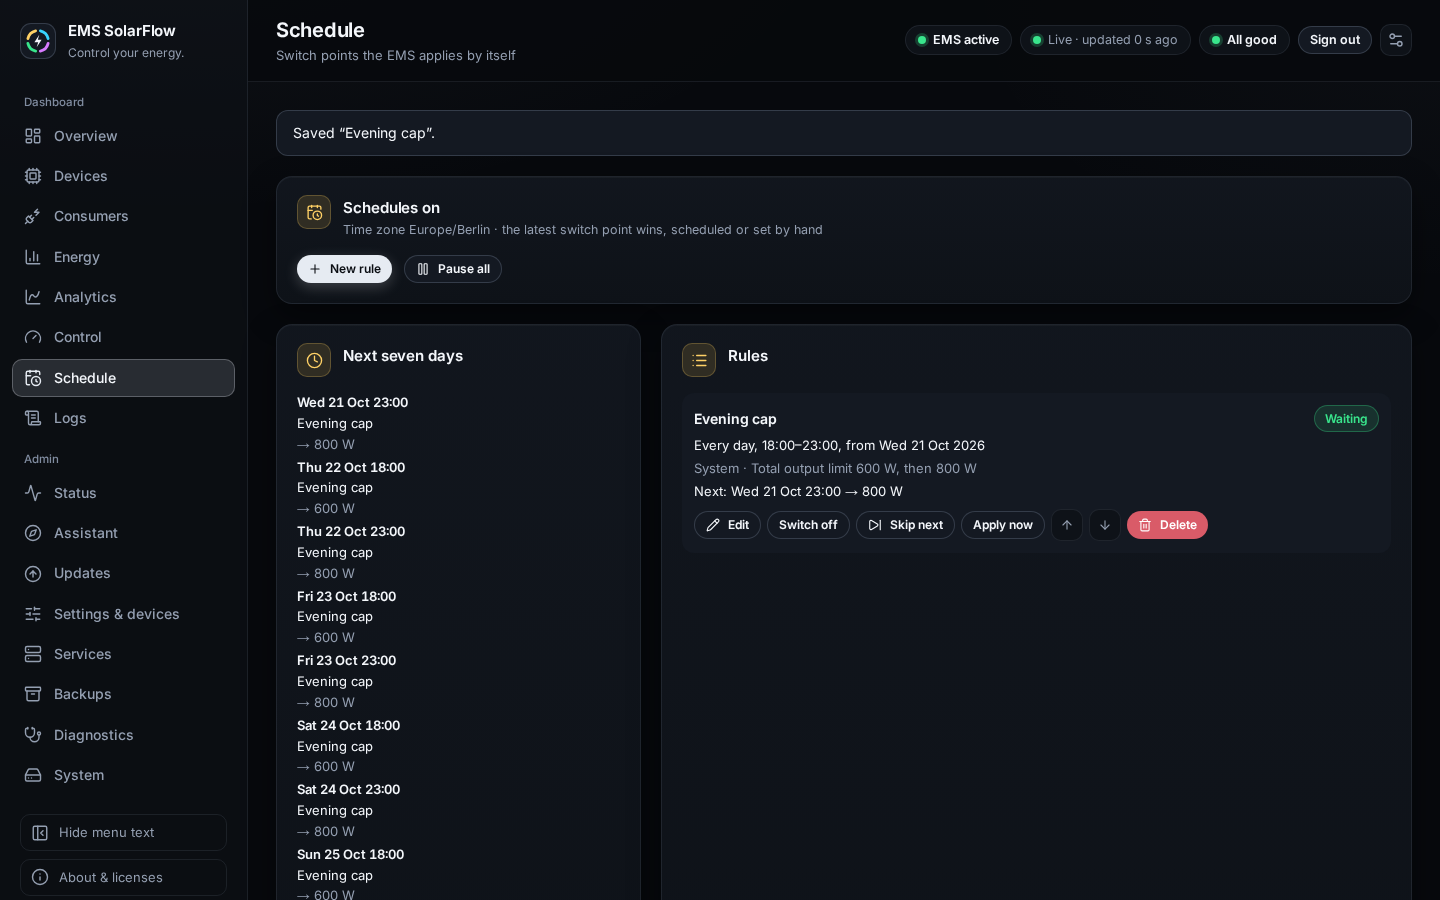 EMS SolarFlow
Control your energy.
Dashboard
Overview
Devices
Consumers
Energy
Analytics
Control
Schedule
Logs
Admin
Status
Assistant
Updates
Settings & devices
Services
Backups
Diagnostics
System
Hide menu text
About & licenses
Schedule
Switch points the EMS applies by itself
EMS active
Live · updated 0 s ago
All good
Sign out
Saved “Evening cap”.
Schedules on
Time zone Europe/Berlin · the latest switch point wins, scheduled or set by hand
New rule
Pause all
Next seven days
Wed 21 Oct 23:00
Evening cap
→ 800 W
Thu 22 Oct 18:00
Evening cap
→ 600 W
Thu 22 Oct 23:00
Evening cap
→ 800 W
Fri 23 Oct 18:00
Evening cap
→ 600 W
Fri 23 Oct 23:00
Evening cap
→ 800 W
Sat 24 Oct 18:00
Evening cap
→ 600 W
Sat 24 Oct 23:00
Evening cap
→ 800 W
Sun 25 Oct 18:00
Evening cap
→ 600 W
Rules
Evening cap
Waiting
Every day, 18:00–23:00, from Wed 21 Oct 2026
System · Total output limit 600 W, then 800 W
Next: Wed 21 Oct 23:00 → 800 W
Edit
Switch off
Skip next
Apply now
Delete